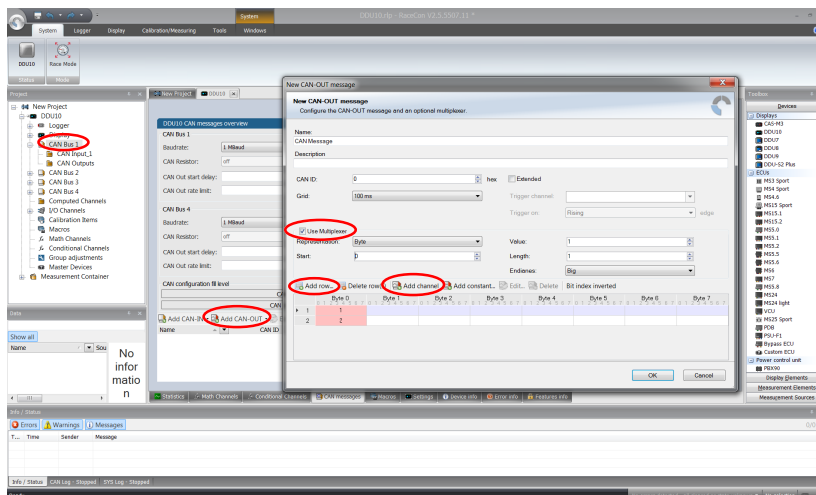 System
DDU10.rcp - RaceCon V2.5.5507.11 *
System Logger Display Calibration/Measuring Tools Windows
DDU10 Race Mode
Status Mode
Project
New Project
DDU10
Logger
Display
CAN Bus 1
CAN Input_1
CAN Outputs
CAN Bus 2
CAN Bus 3
CAN Bus 4
Computed Channels
I/O Channels
Calibration Items
Macros
Math Channels
Conditional Channels
Group adjustments
Master Devices
Measurement Container
Data
Show all
Name Sou
No
infor
matio
n
New Project DDU10
DDU10 CAN messages overview
CAN Bus 1
Baudrate: 1 MBaud
CAN Resistor: off
CAN Out start delay:
CAN Out rate limit:
CAN Bus 4
Baudrate: 1 MBaud
CAN Resistor: off
CAN Out start delay:
CAN Out rate limit:
CAN configuration fill level
Add CAN-IN Add CAN-OUT
Name CAN ID
New CAN-OUT message
New CAN-OUT message
Configure the CAN-OUT message and an optional multiplexer.
Name:
CANMessage
Description
CAN ID: 0 hex Extended
Grid: 100 ms Trigger channel:
Trigger on: Rising edge
Use Multiplexer
Representation: Byte Value: 1
Start: 0 Length: 1
Endianes: Big
Add row... Delete row Add channel Add constant... Edit... Delete Bit index inverted
Byte 0 Byte 1 Byte 2 Byte 3 Byte 4 Byte 5 Byte 6 Byte 7
1 1
2 2
OK Cancel
Statistics Math Channels Conditional Channels CAN messages Macros Settings Device info Error info Features info
Toolbox
Devices
Displays
CAS-M3
DDU10
DDU7
DDU8
DDU9
DDU-S2 Plus
ECUs
MS3 Sport
MS4 Sport
MS4.6
MS15 Sport
MS15.1
MS15.2
MS5.0
MS5.1
MS5.2
MS5.5
MS5.6
MS6
MS7
MS5.8
MS24
MS24 light
VCU
MS25 Sport
PDB
PSU-F1
Bypass ECU
Custom ECU
Power control unit
PBX90
Display Elements
Measurement Elements
Measurement Sources
Info / Status
Errors Warnings Messages 0/0
T... Time Sender Message
Info / Status CAN Log - Stopped SYS Log - Stopped